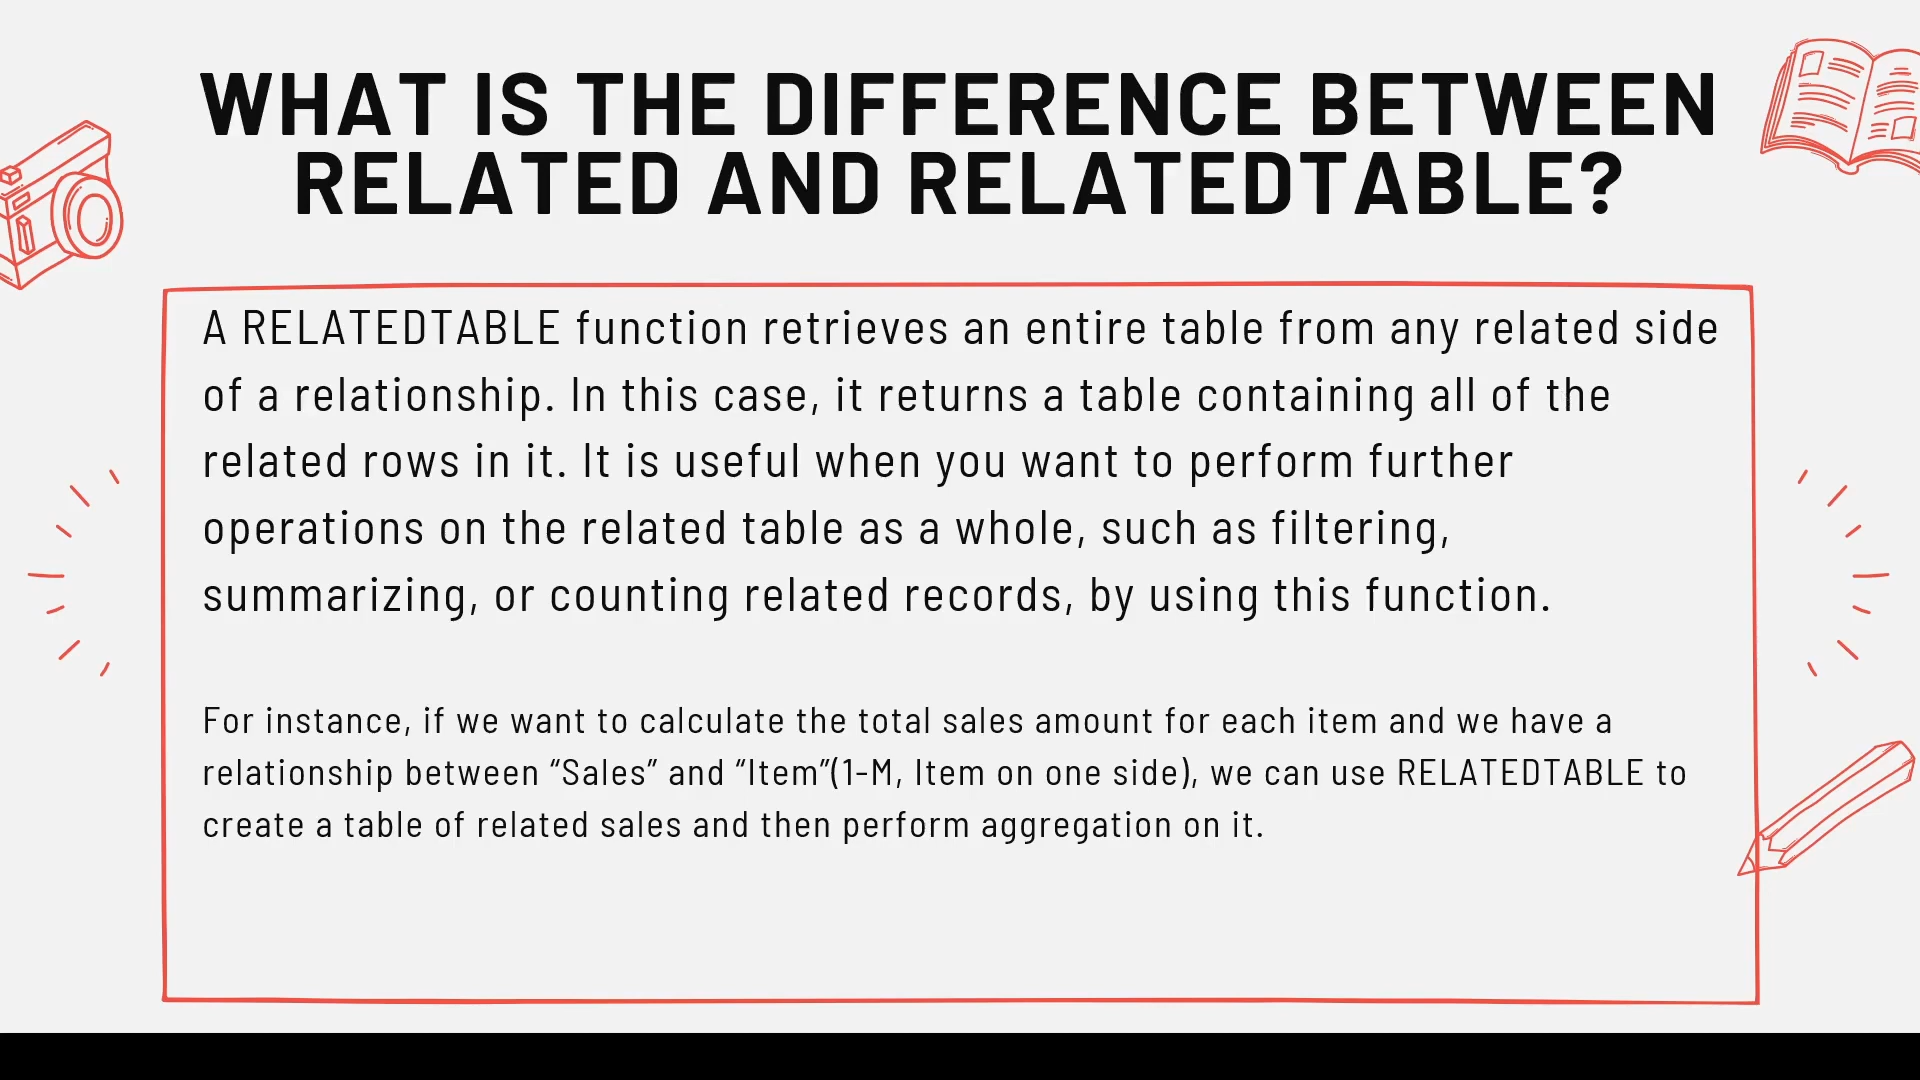 WHAT IS THE DIFFERENCE BETWEEN
RELATED AND RELATEDTABLE?
A RELATEDTABLE function retrieves an entire table from any related side
of a relationship. In this case, it returns a table containing all of the
related rows in it. It is useful when you want to perform further
operations on the related table as a whole, such as filtering,
summarizing, or counting related records, by using this function.
For instance, if we want to calculate the total sales amount for each item and we have a
relationship between “Sales” and “Item”(1-M, Item on one side), we can use RELATEDTABLE to
create a table of related sales and then perform aggregation on it.